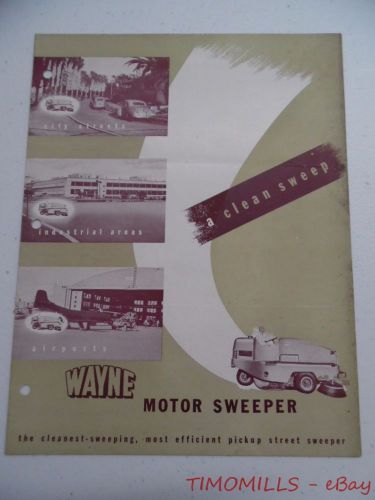 city streets
a clean sweep
industrial areas
airports
WAYNE
MOTOR SWEEPER
the cleanest-sweeping, most efficient pickup street sweeper
TIMOMILLS - eBay